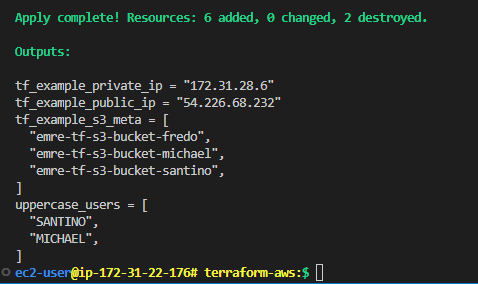 Apply complete! Resources: 6 added, 0 changed, 2 destroyed.
Outputs:
tf_example_private_ip = "172.31.28.6"
tf_example_public_ip = "54.226.68.232"
tf_example_s3_meta = [
  "emre-tf-s3-bucket-fredo",
  "emre-tf-s3-bucket-michael",
  "emre-tf-s3-bucket-santino",
]
uppercase_users = [
  "SANTINO",
  "MICHAEL",
]
ec2-user@ip-172-31-22-176# terraform-aws:$